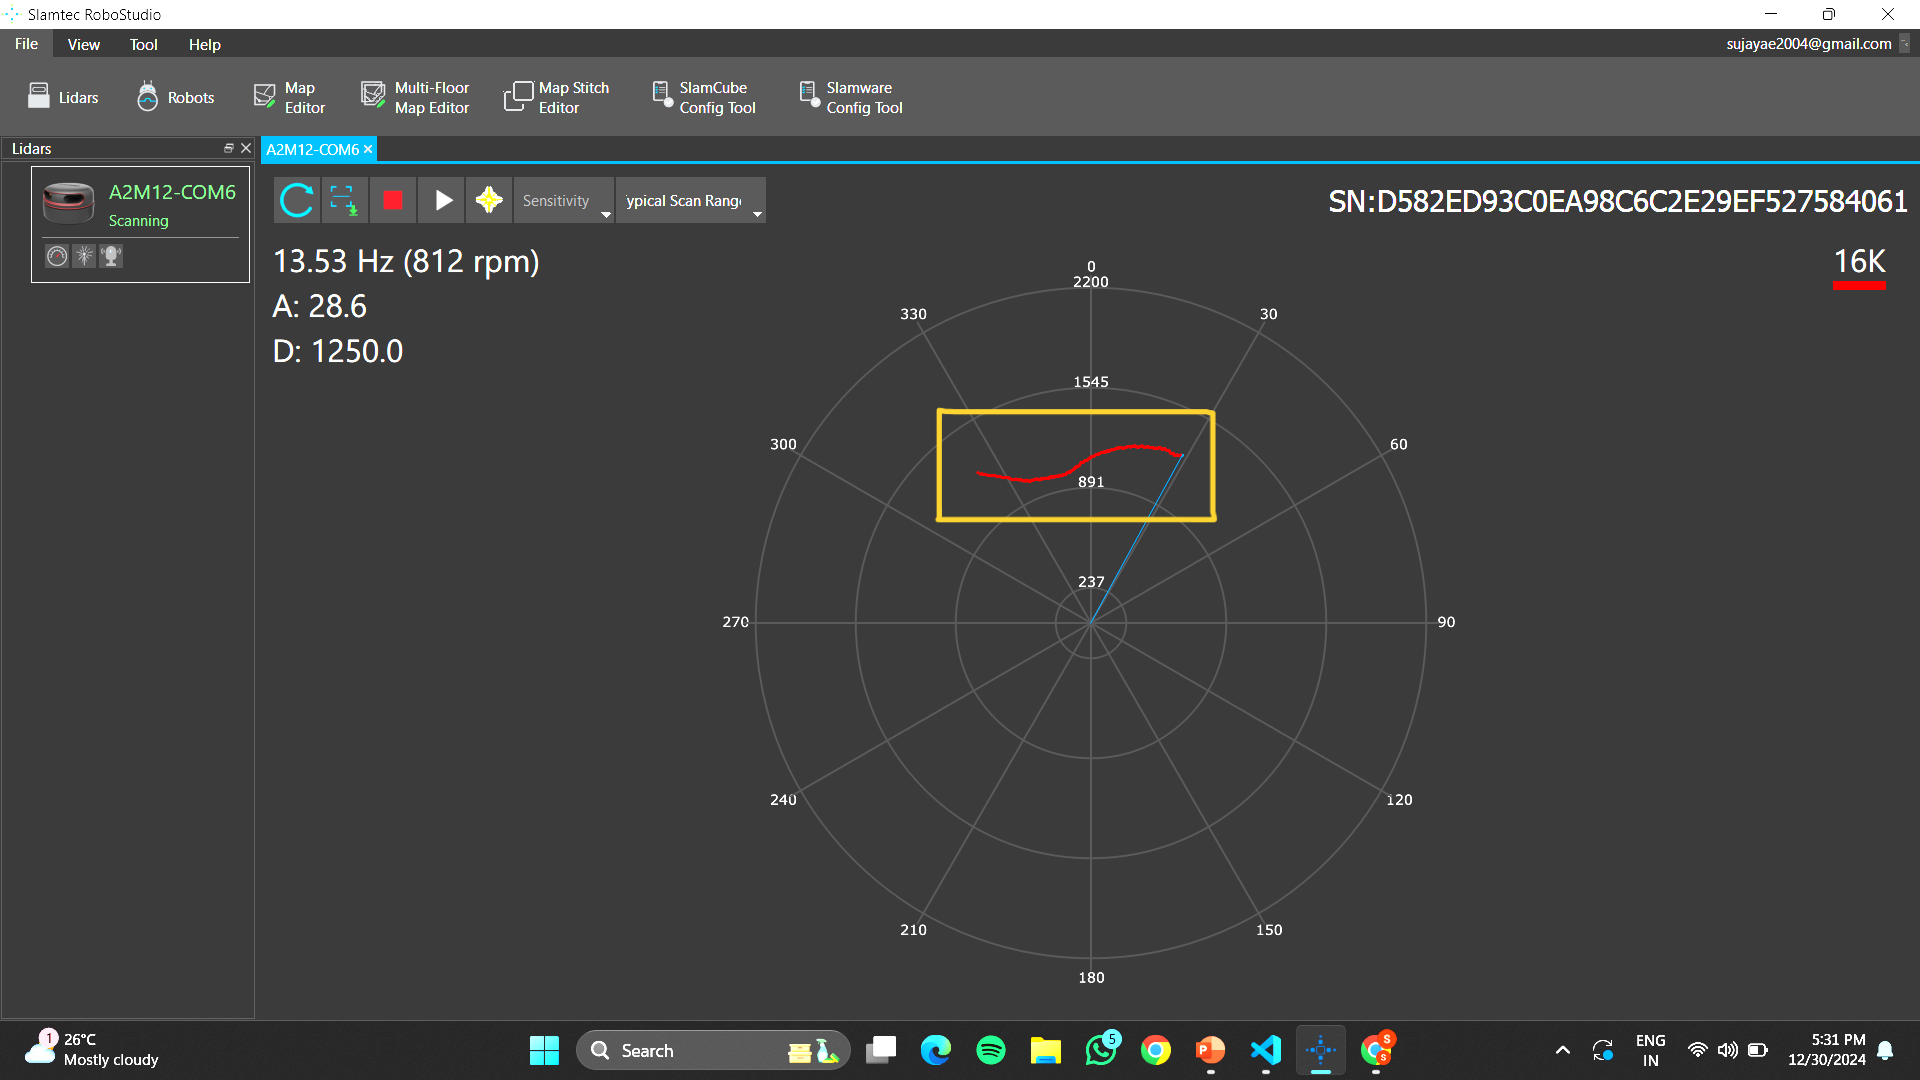 Slamtec RoboStudio
File View Tool Help
sujayae2004@gmail.com
Lidars
Robots
Map
Editor
Multi-Floor
Map Editor
Map Stitch
Editor
SlamCube
Config Tool
Slamware
Config Tool
Lidars
A2M12-COM6
A2M12-COM6
Scanning
Sensitivity
ypical Scan Rang
SN:D582ED93C0EA98C6C2E29EF527584061
13.53 Hz (812 rpm)
16K
A: 28.6
D: 1250.0
0
2200
330
30
1545
300
60
891
237
270
90
240
120
210
150
180
1
26°C
Mostly cloudy
Search
5
P
S
S
ENG
IN
5:31 PM
12/30/2024